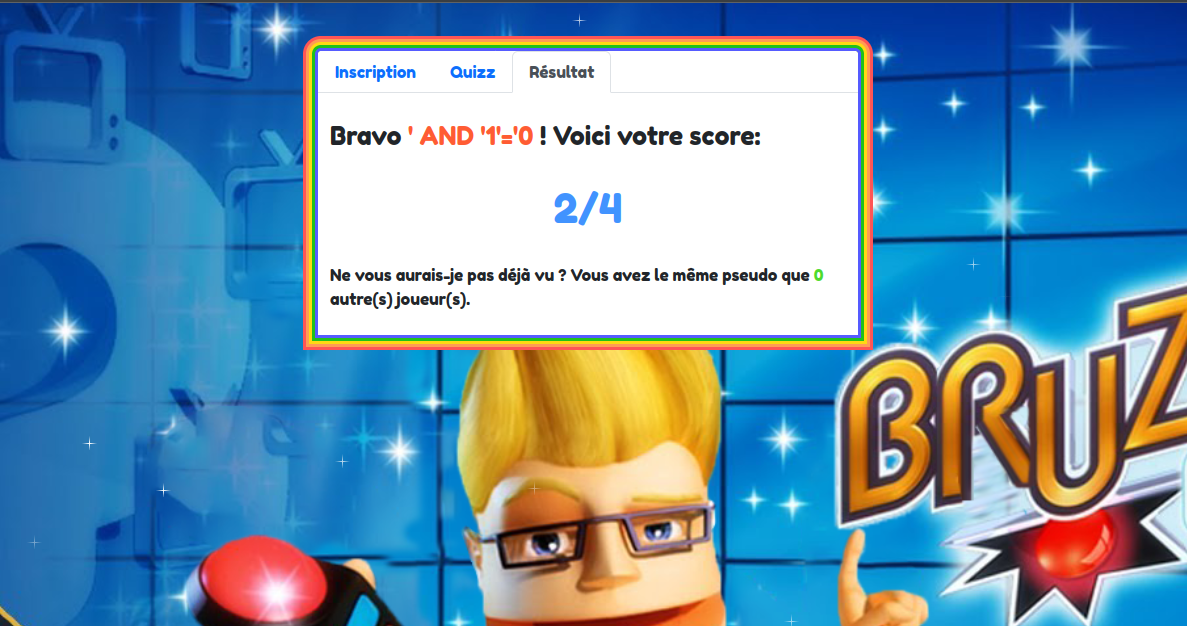 Inscription Quizz Résultat
Bravo ' AND '1'='0 ! Voici votre score:
2/4
Ne vous aurais-je pas déjà vu ? Vous avez le même pseudo que 0
autre(s) joueur(s).
BRUZ